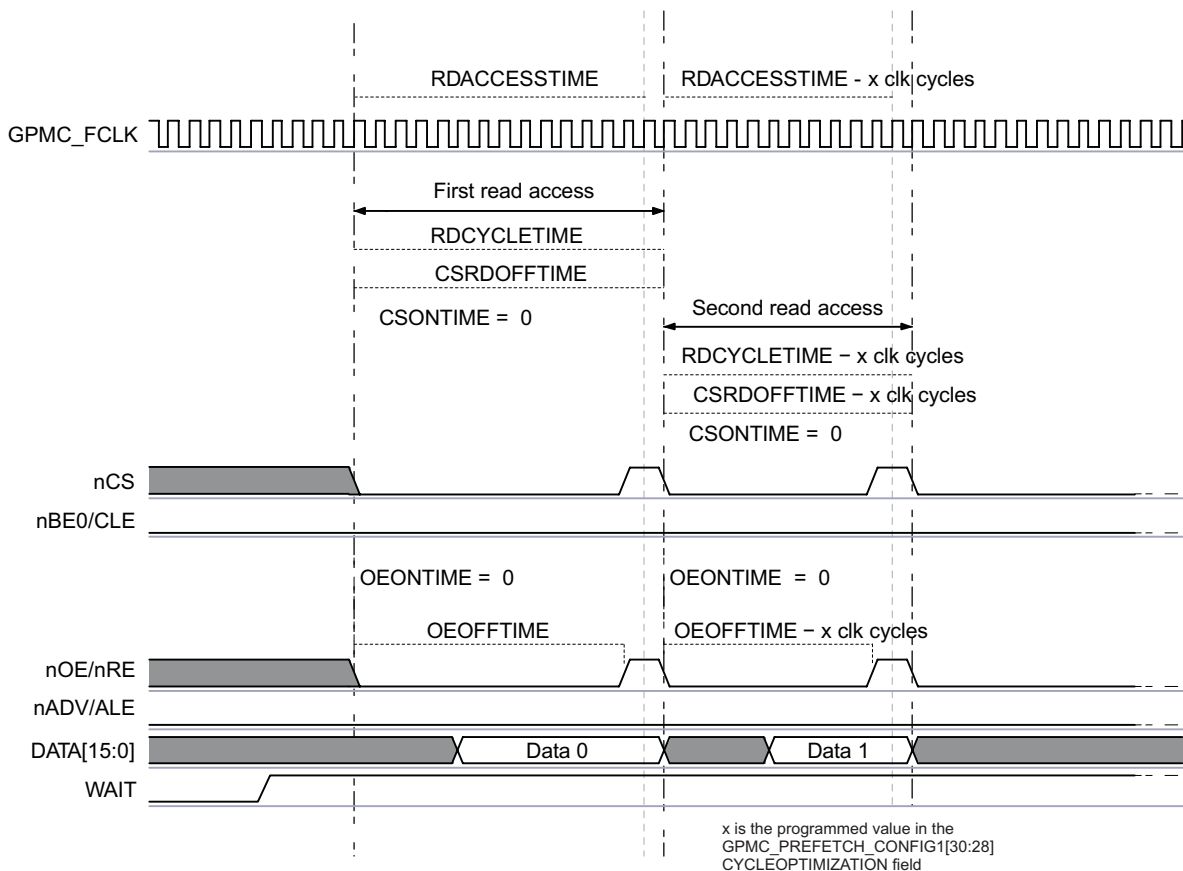 RDACCESSTIME
RDACCESSTIME - x clk cycles
GPMC_FCLK
First read access
RDCYCLETIME
CSRDOFFTIME
CSONTIME = 0
Second read access
RDCYCLETIME − x clk cycles
CSRDOFFTIME − x clk cycles
CSONTIME = 0
nCS
nBE0/CLE
OEONTIME = 0
OEONTIME = 0
OEOFFTIME
OEOFFTIME − x clk cycles
nOE/nRE
nADV/ALE
DATA[15:0]
Data 0
Data 1
WAIT
x is the programmed value in the
GPMC_PREFETCH_CONFIG1[30:28]
CYCLEOPTIMIZATION field